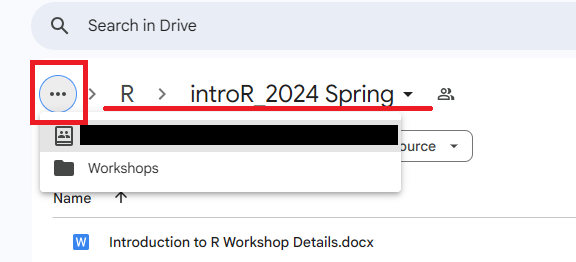 Search in Drive
... > R > introR_2024 Spring
Workshops
ource
Name
W Introduction to R Workshop Details.docx